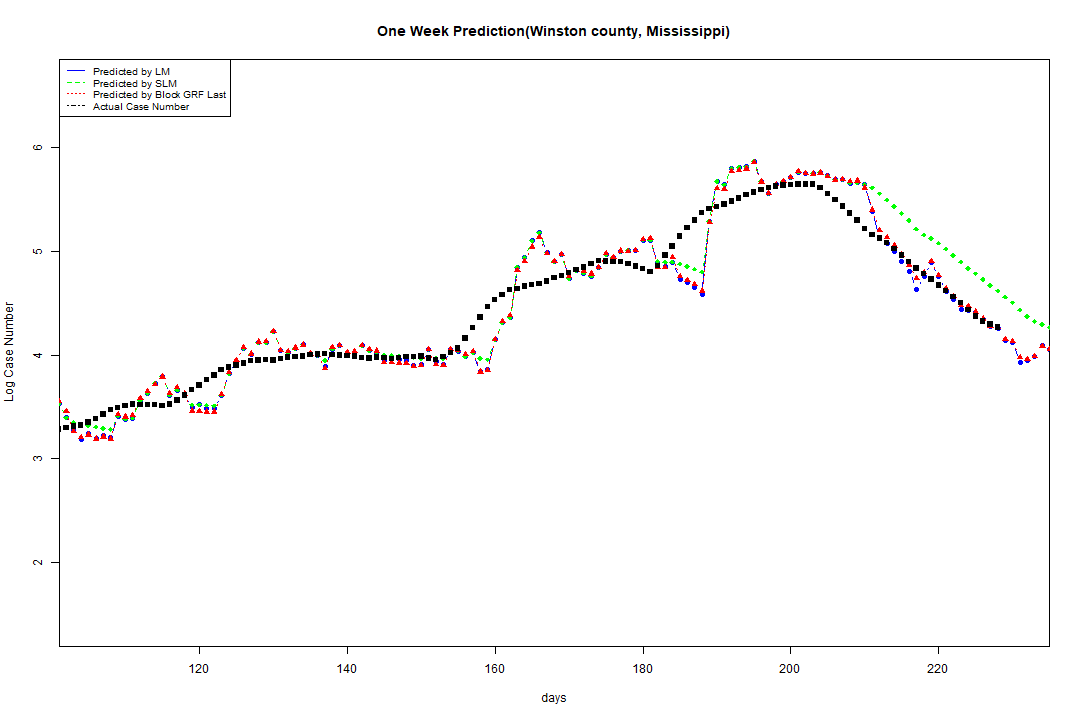 One Week Prediction(Winston county, Mississippi)
Predicted by LM
Predicted by SLM
Predicted by Block GRF Last
Actual Case Number
6
5
4
3
2
Log Case Number
120 140 160 180 200 220
days